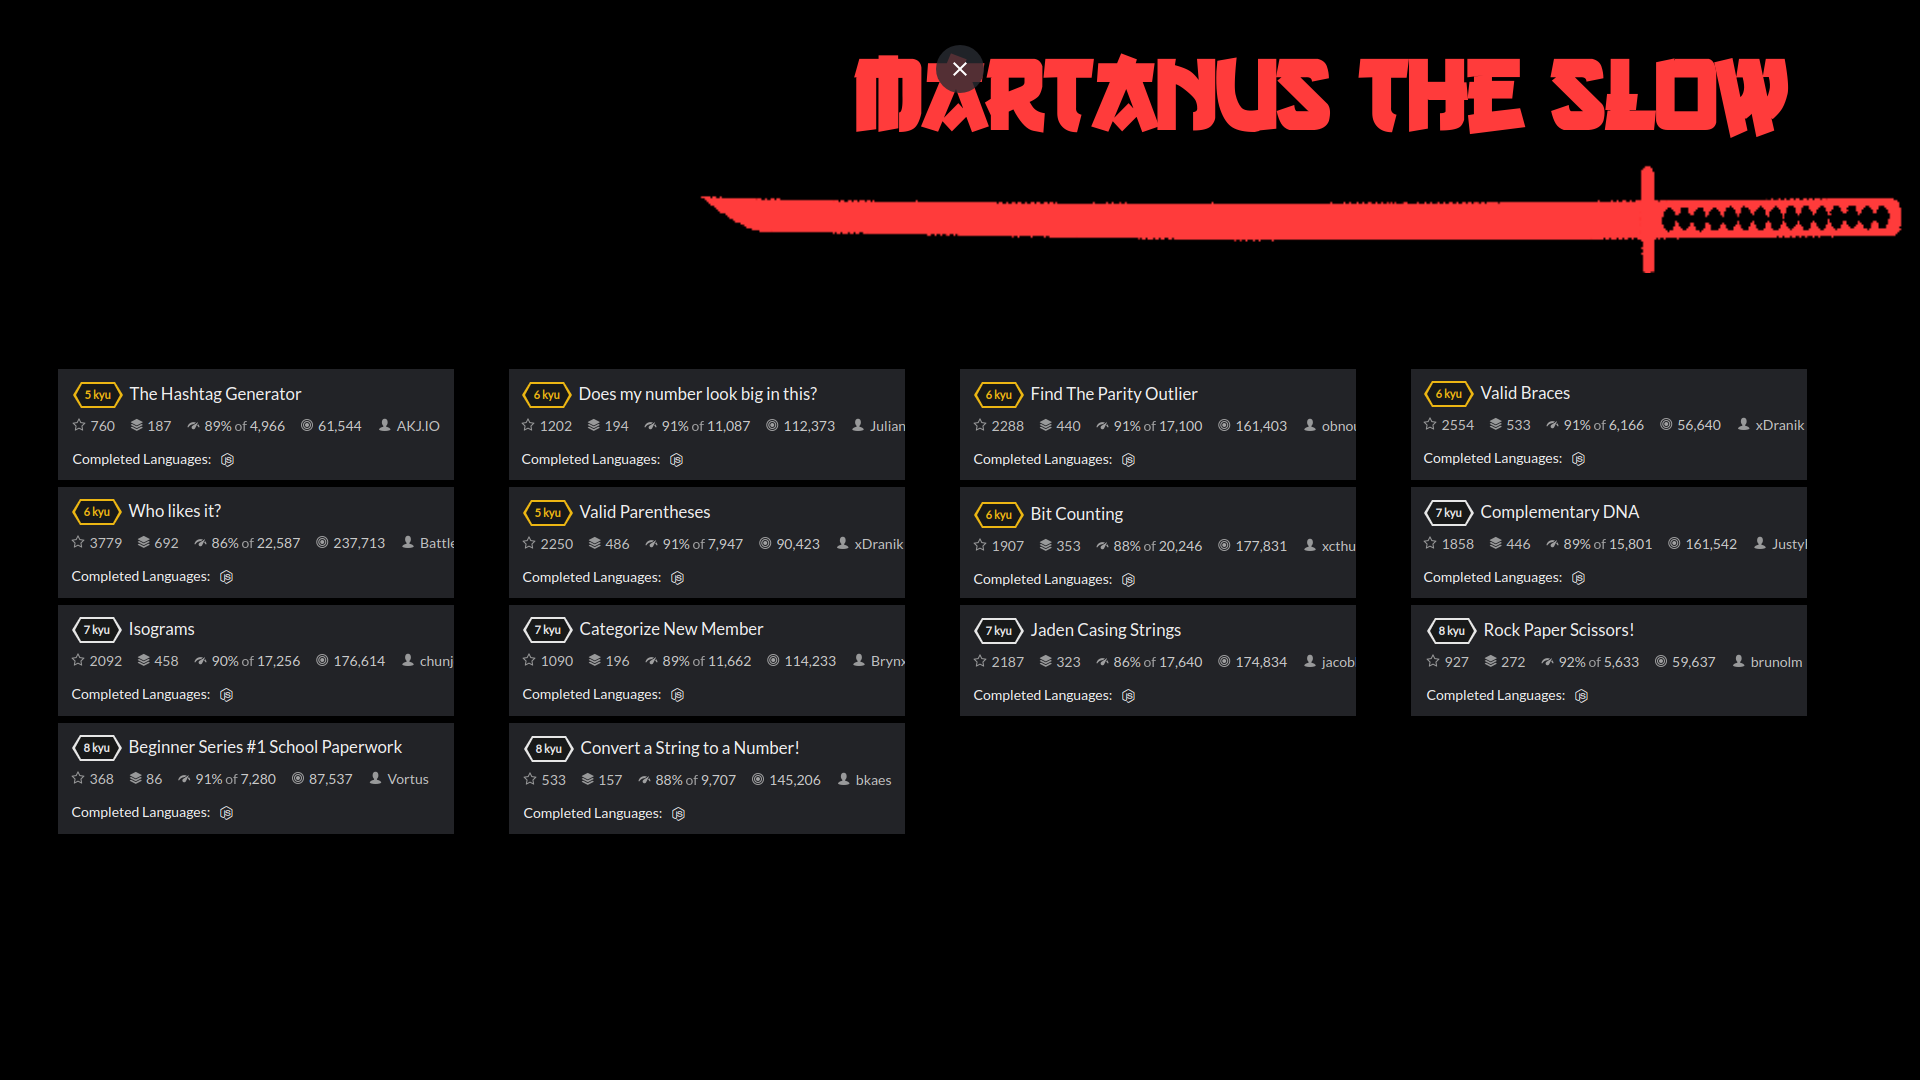 MARTANUS THE SLOW
5 kyu The Hashtag Generator
760 187 89% of 4,966 61,544 AKJ.IO
Completed Languages:
6 kyu Does my number look big in this?
1202 194 91% of 11,087 112,373 Julian
Completed Languages:
6 kyu Find The Parity Outlier
2288 440 91% of 17,100 161,403 obnou
Completed Languages:
6 kyu Valid Braces
2554 533 91% of 6,166 56,640 xDranik
Completed Languages:
6 kyu Who likes it?
3779 692 86% of 22,587 237,713 Battle
Completed Languages:
5 kyu Valid Parentheses
2250 486 91% of 7,947 90,423 xDranik
Completed Languages:
6 kyu Bit Counting
1907 353 88% of 20,246 177,831 xcthu
Completed Languages:
7 kyu Complementary DNA
1858 446 89% of 15,801 161,542 Justyl
Completed Languages:
7 kyu Isograms
2092 458 90% of 17,256 176,614 chunj
Completed Languages:
7 kyu Categorize New Member
1090 196 89% of 11,662 114,233 Brynx
Completed Languages:
7 kyu Jaden Casing Strings
2187 323 86% of 17,640 174,834 jacob
Completed Languages:
8 kyu Rock Paper Scissors!
927 272 92% of 5,633 59,637 brunolm
Completed Languages:
8 kyu Beginner Series #1 School Paperwork
368 86 91% of 7,280 87,537 Vortus
Completed Languages:
8 kyu Convert a String to a Number!
533 157 88% of 9,707 145,206 bkaes
Completed Languages: